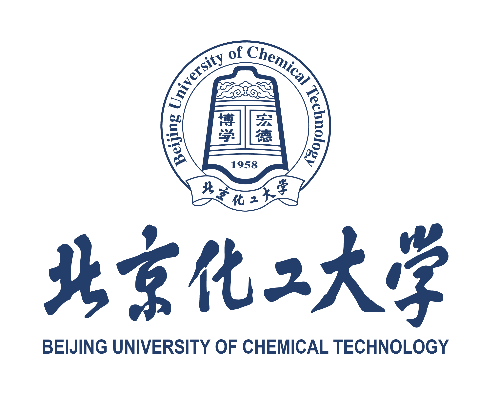 Beijing University of Chemical Technology
博学 宏德
1958
北京化工大学
北京化工大学
BEIJING UNIVERSITY OF CHEMICAL TECHNOLOGY